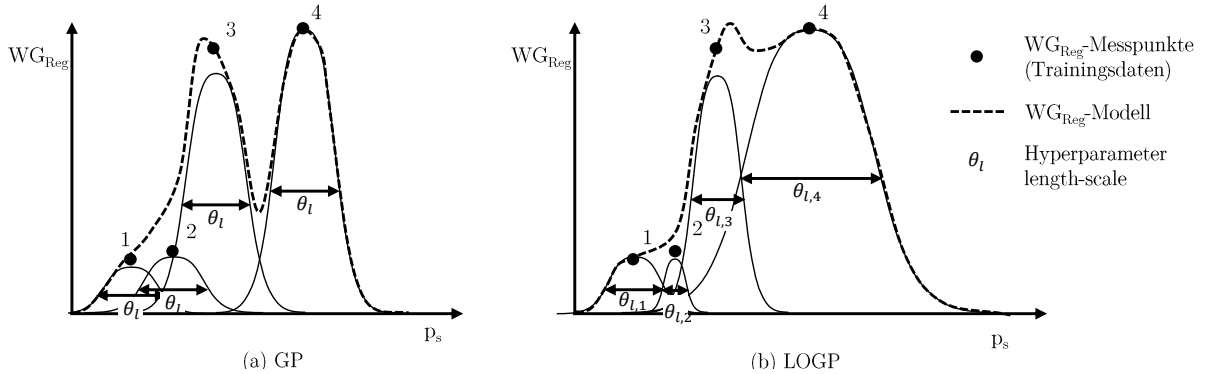 WG_Reg
1
2
3
4
θ_l
θ_l
θ_l
θ_l
p_s
(a) GP
WG_Reg
1
2
3
4
θ_l,1
θ_l,2
θ_l,3
θ_l,4
p_s
(b) LOGP
WG_Reg-Messpunkte
(Trainingsdaten)
WG_Reg-Modell
θ_l
Hyperparameter
length-scale